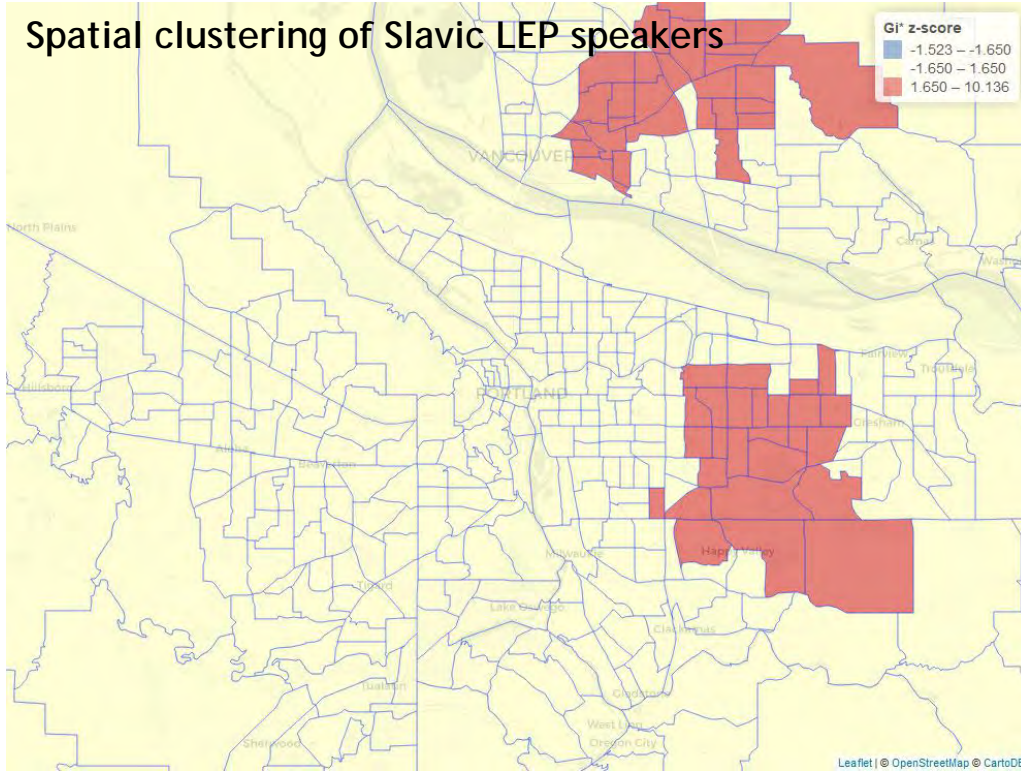 Spatial clustering of Slavic LEP speakers
Gi* z-score
-1.523 – -1.650
-1.650 – 1.650
1.650 – 10.136
VANCOUVER
North Plains
Camas
Fairview
Troutdale
Hillsboro
PORTLAND
Gresham
Aloha
Beaverton
Milwaukie
Happy Valley
Tigard
Lake Oswego
Clackamas
Tualatin
Gladstone
West Linn
Sherwood
Oregon City
Leaflet | © OpenStreetMap © CartoDB